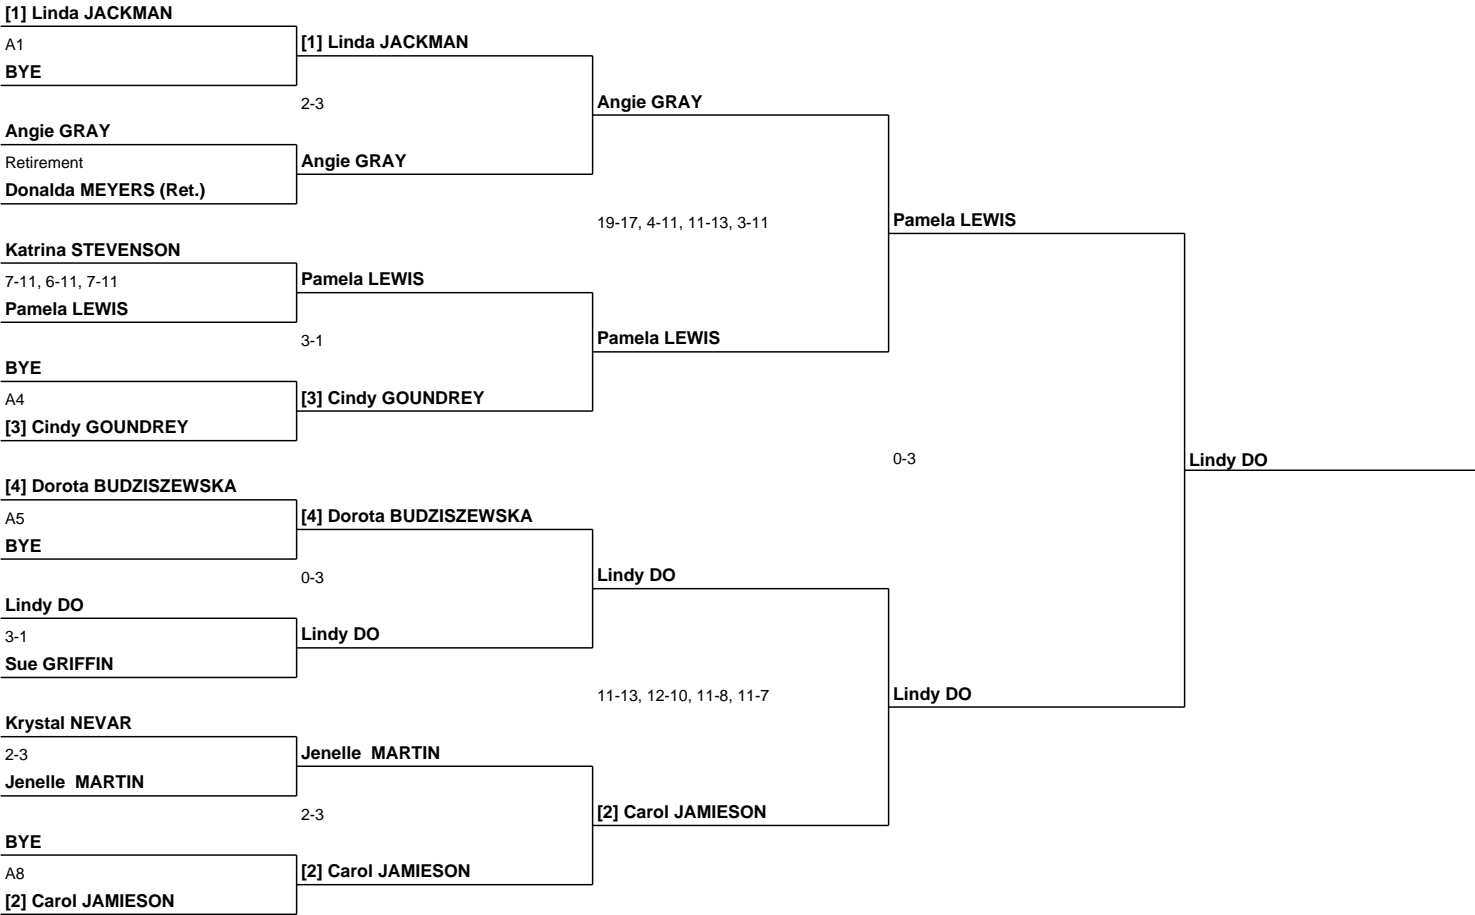 [1] Linda JACKMAN
A1
BYE
Angie GRAY
Retirement
Donalda MEYERS (Ret.)
Katrina STEVENSON
7-11, 6-11, 7-11
Pamela LEWIS
BYE
A4
[3] Cindy GOUNDREY
[4] Dorota BUDZISZEWSKA
A5
BYE
Lindy DO
3-1
Sue GRIFFIN
Krystal NEVAR
2-3
Jenelle  MARTIN
BYE
A8
[2] Carol JAMIESON
[1] Linda JACKMAN
2-3
Angie GRAY
Pamela LEWIS
3-1
[3] Cindy GOUNDREY
[4] Dorota BUDZISZEWSKA
0-3
Lindy DO
Jenelle  MARTIN
2-3
[2] Carol JAMIESON
Angie GRAY
19-17, 4-11, 11-13, 3-11
Pamela LEWIS
Lindy DO
11-13, 12-10, 11-8, 11-7
[2] Carol JAMIESON
Pamela LEWIS
0-3
Lindy DO
Lindy DO